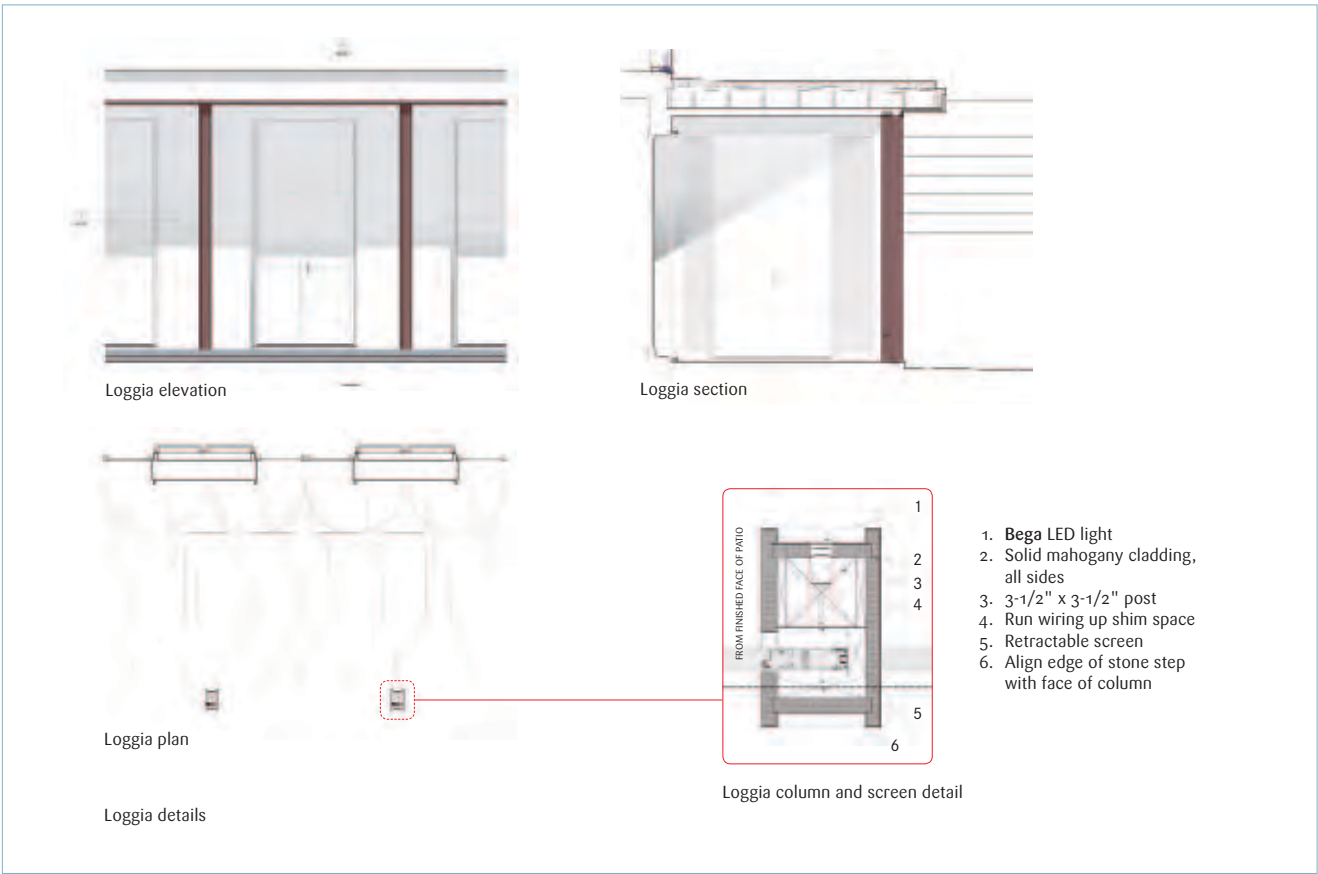 Loggia elevation
Loggia section
Loggia plan
Loggia details
FROM FINISHED FACE OF PATIO
1
2
3
4
5
6
Loggia column and screen detail
1. Bega LED light
2. Solid mahogany cladding,
all sides
3. 3-1/2" x 3-1/2" post
4. Run wiring up shim space
5. Retractable screen
6. Align edge of stone step
with face of column